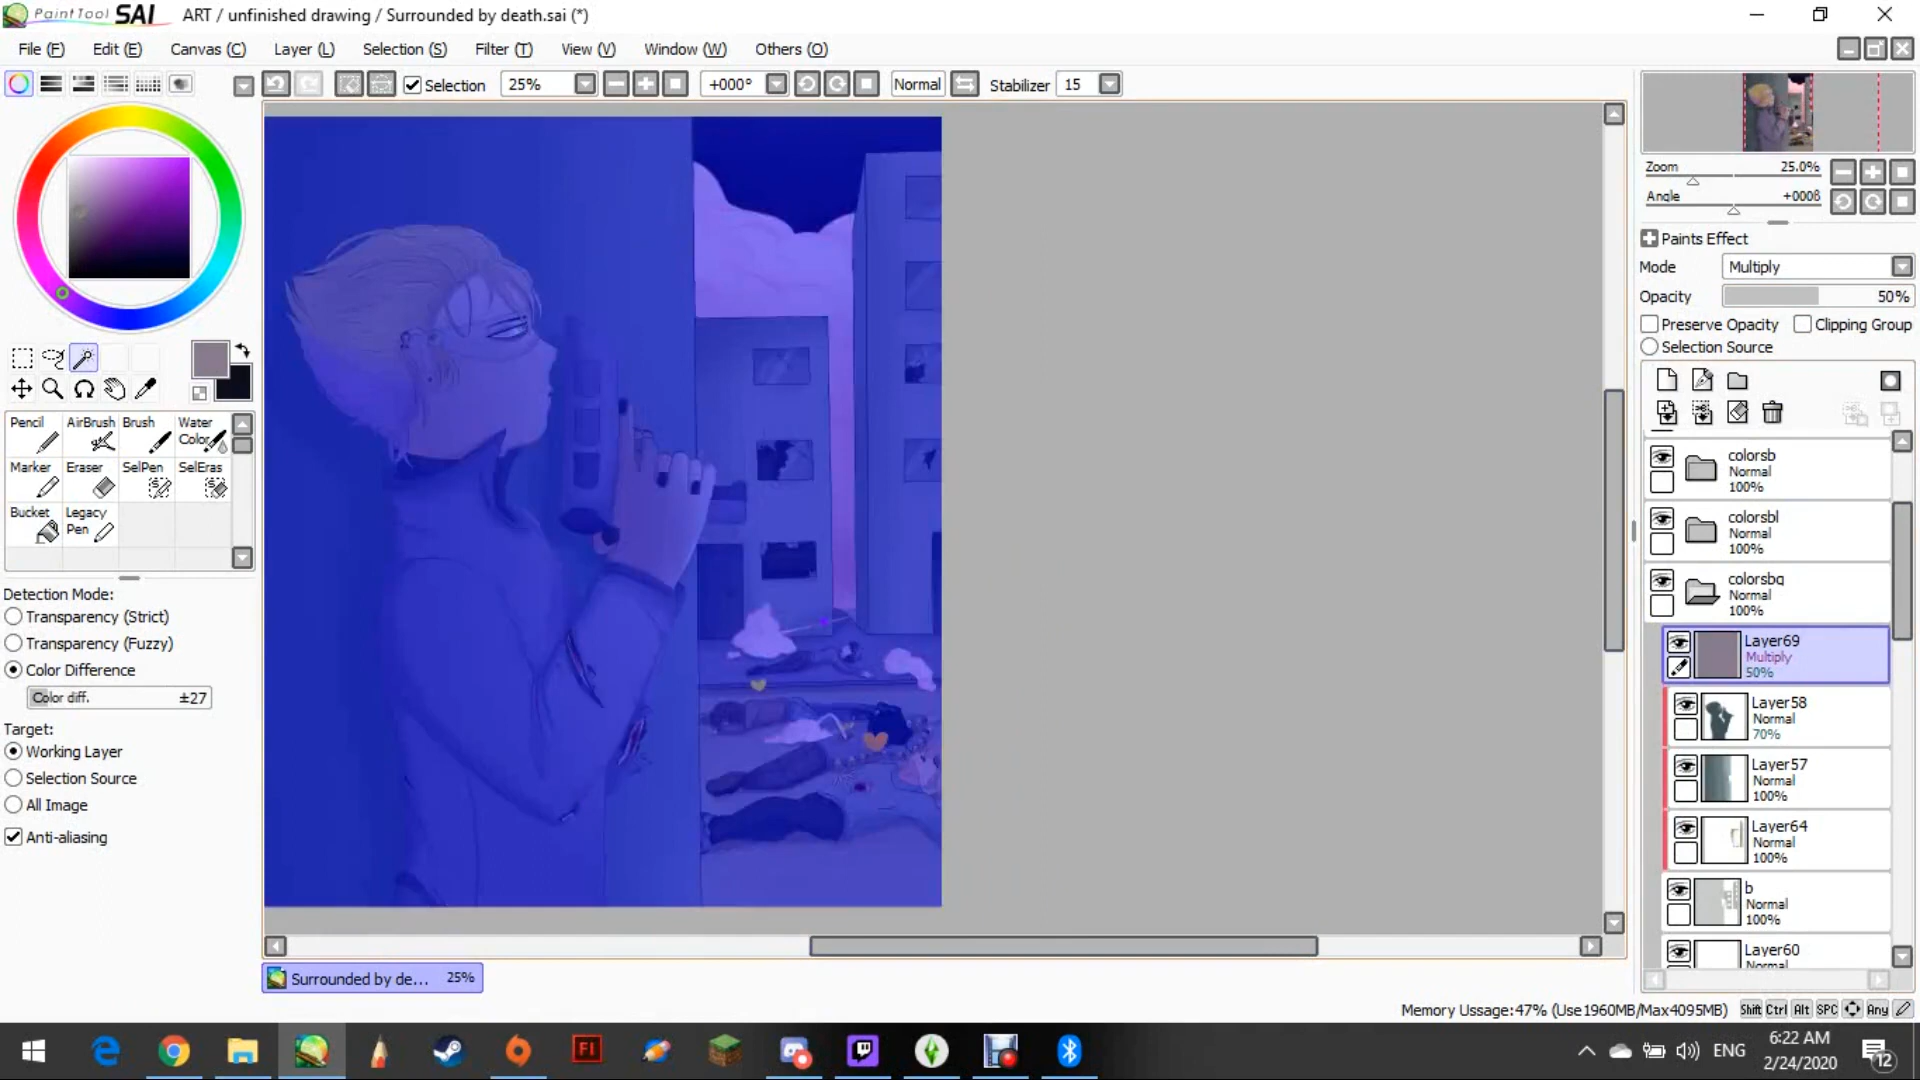 PaintTool SAI ART / unfinished drawing / Surrounded by death.sai (*)
File (F) Edit (E) Canvas (C) Layer (L) Selection (S) Filter (T) View (V) Window (W) Others (O)
Selection 25% +000° Normal Stabilizer 15
Zoom 25.0%
Angle +000ß
Paints Effect
Mode Multiply
Opacity 50%
Preserve Opacity Clipping Group
Selection Source
Pencil AirBrush Brush Water Color
Marker Eraser SelPen SelEras
Bucket Legacy Pen
Detection Mode:
Transparency (Strict)
Transparency (Fuzzy)
Color Difference
Color diff. ±27
Target:
Working Layer
Selection Source
All Image
Anti-aliasing
colorsb
Normal
100%
colorsbl
Normal
100%
colorsbq
Normal
100%
Layer69
Multiply
50%
Layer58
Normal
70%
Layer57
Normal
100%
Layer64
Normal
100%
b
Normal
100%
Layer60
Normal
Surrounded by de... 25%
Memory Ussage:47% (Use1960MB/Max4095MB) Shift Ctrl Alt SPC Any
Fl
ENG
6:22 AM
2/24/2020
12